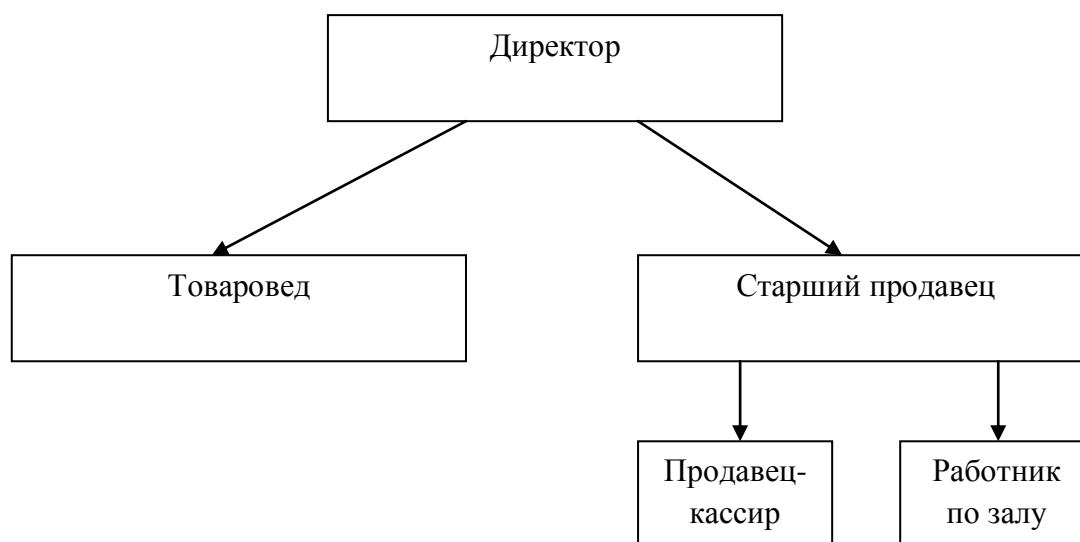 Директор
Товаровед
Старший продавец
Продавец-
кассир
Работник
по залу